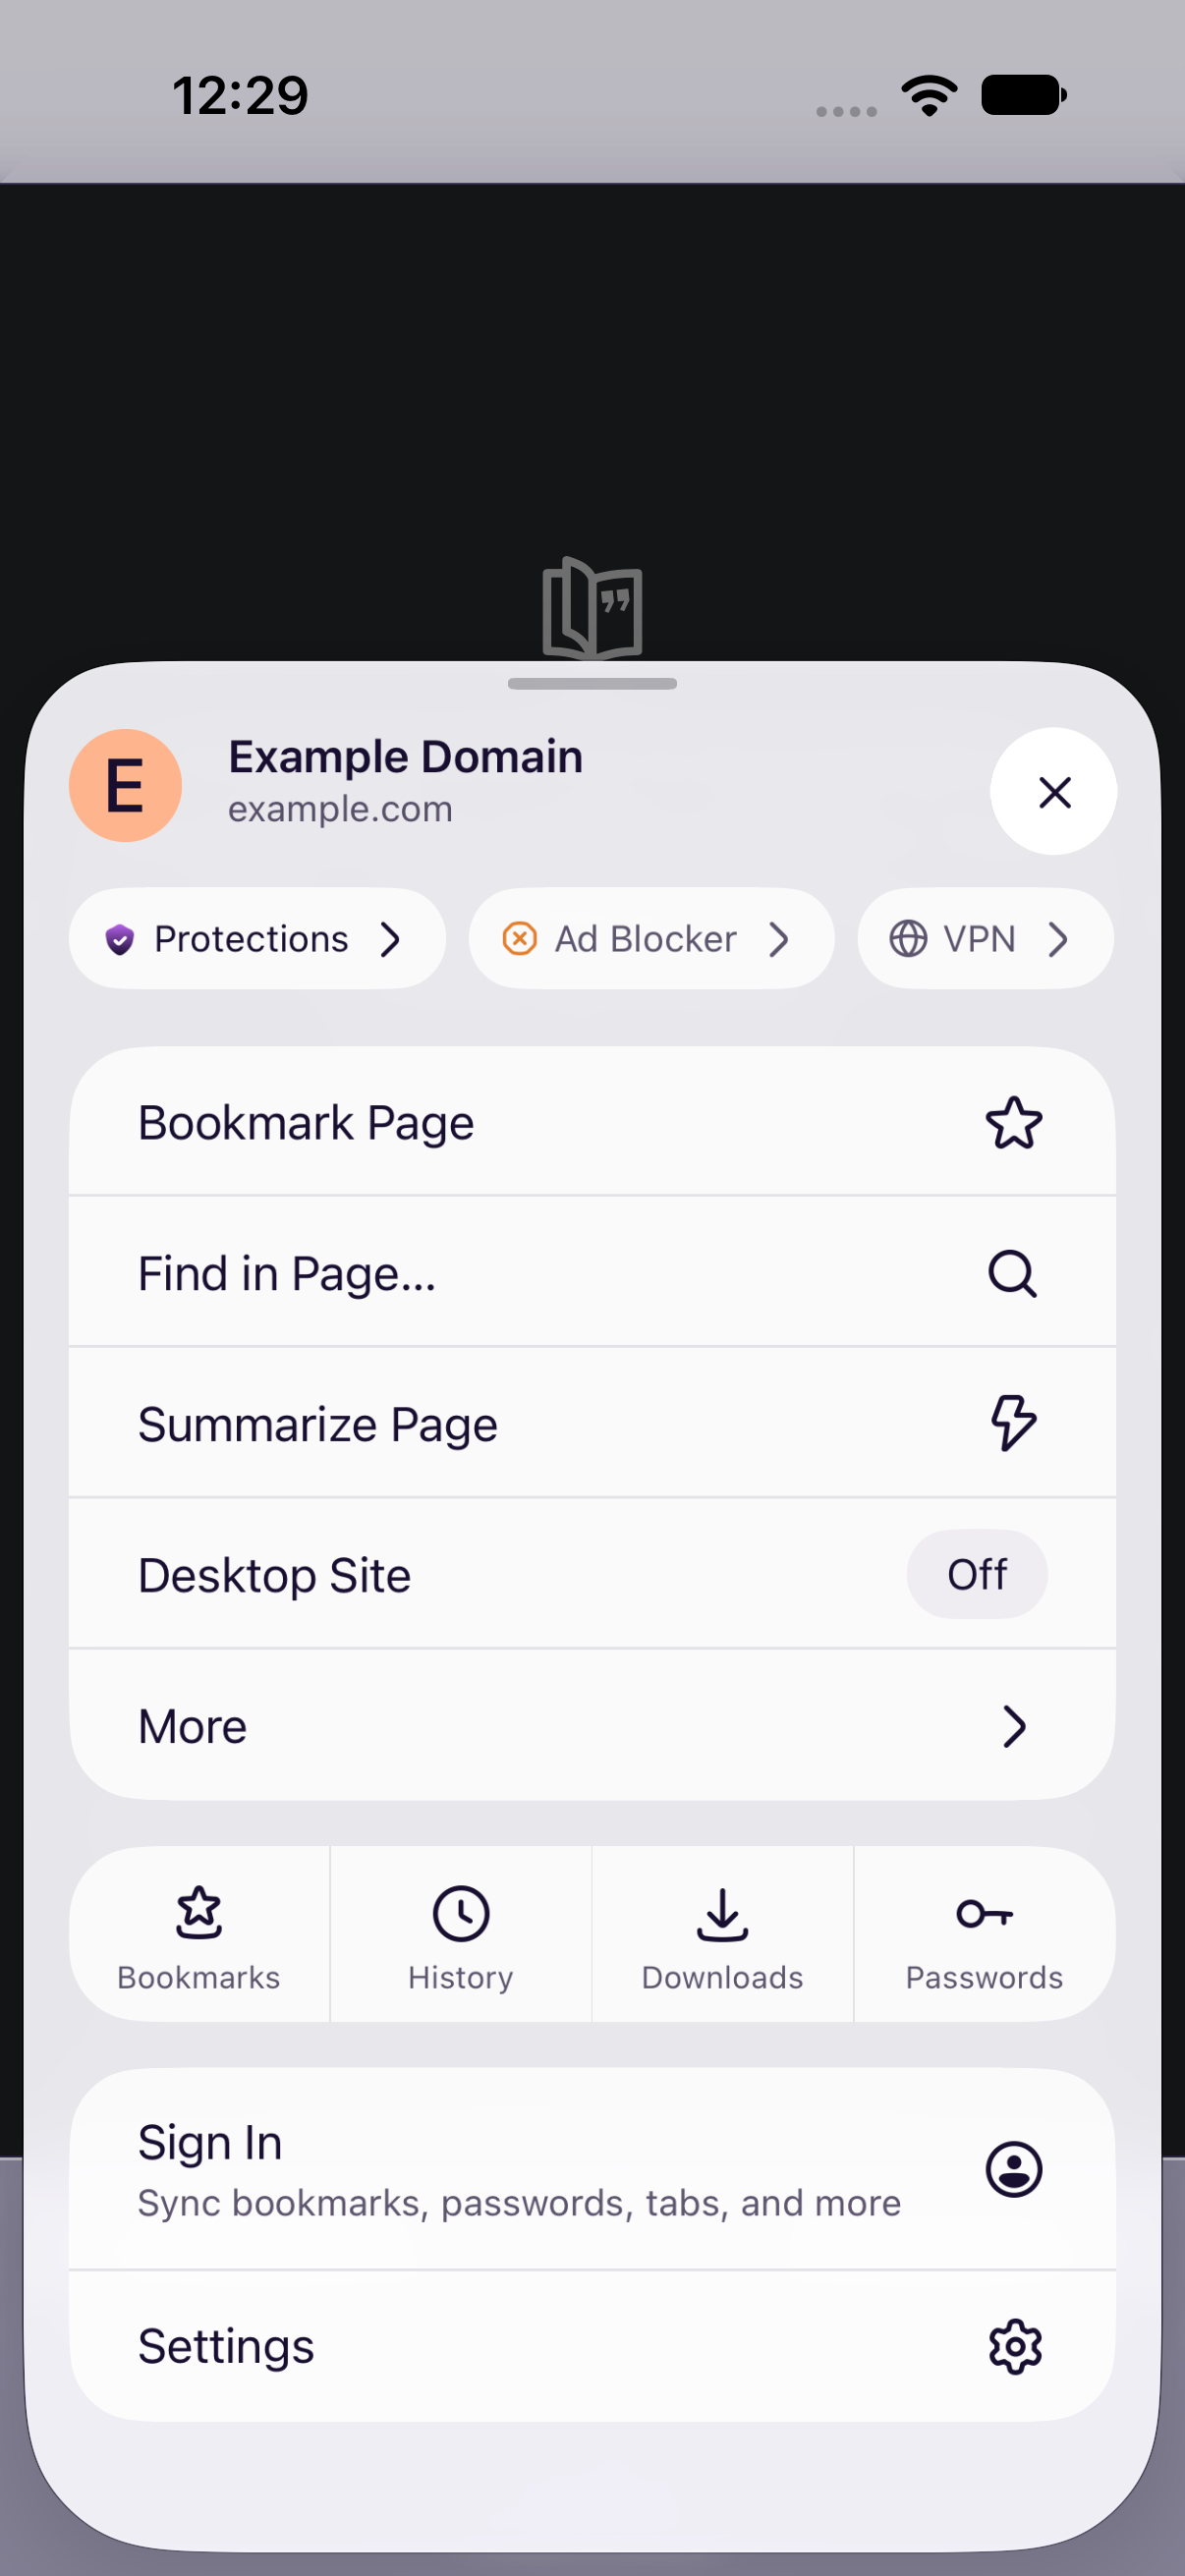 12:29
E
Example Domain
example.com
Protections
Ad Blocker
VPN
Bookmark Page
Find in Page...
Summarize Page
Desktop Site
Off
More
Bookmarks
History
Downloads
Passwords
Sign In
Sync bookmarks, passwords, tabs, and more
Settings